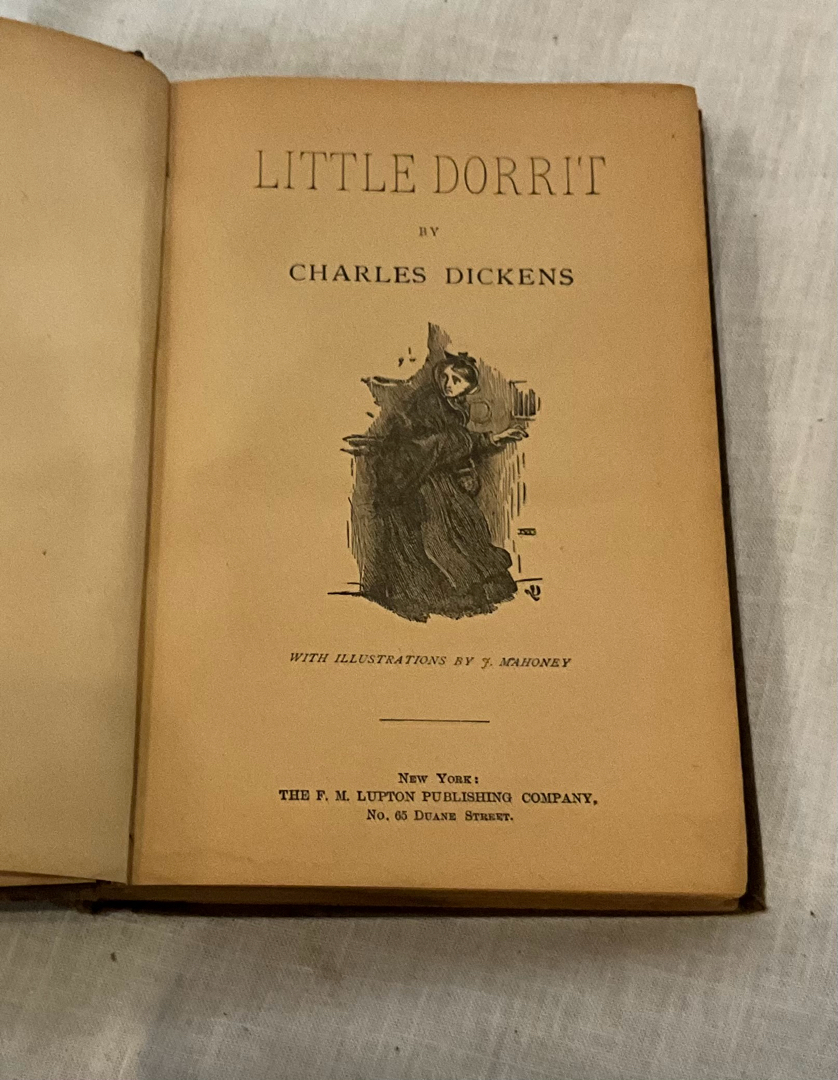 LITTLE DORRIT
BY
CHARLES DICKENS
WITH ILLUSTRATIONS BY J. MAHONEY
NEW YORK:
THE F. M. LUPTON PUBLISHING COMPANY,
No. 65 DUANE STREET.